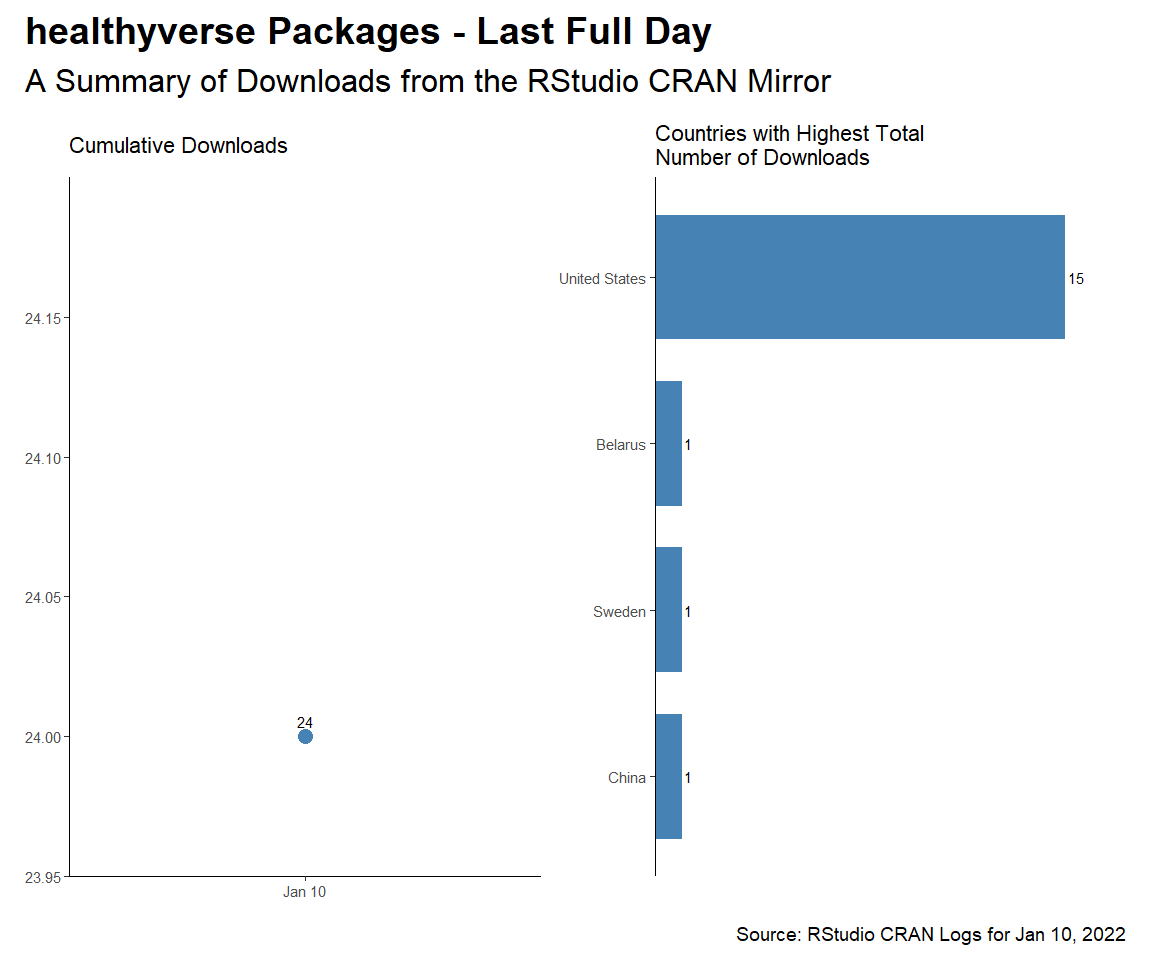 healthyverse Packages - Last Full Day
A Summary of Downloads from the RStudio CRAN Mirror
Cumulative Downloads
24.15
24.10
24.05
24.00
23.95
24
Jan 10
Countries with Highest Total
Number of Downloads
United States
15
Belarus
1
Sweden
1
China
1
Source: RStudio CRAN Logs for Jan 10, 2022